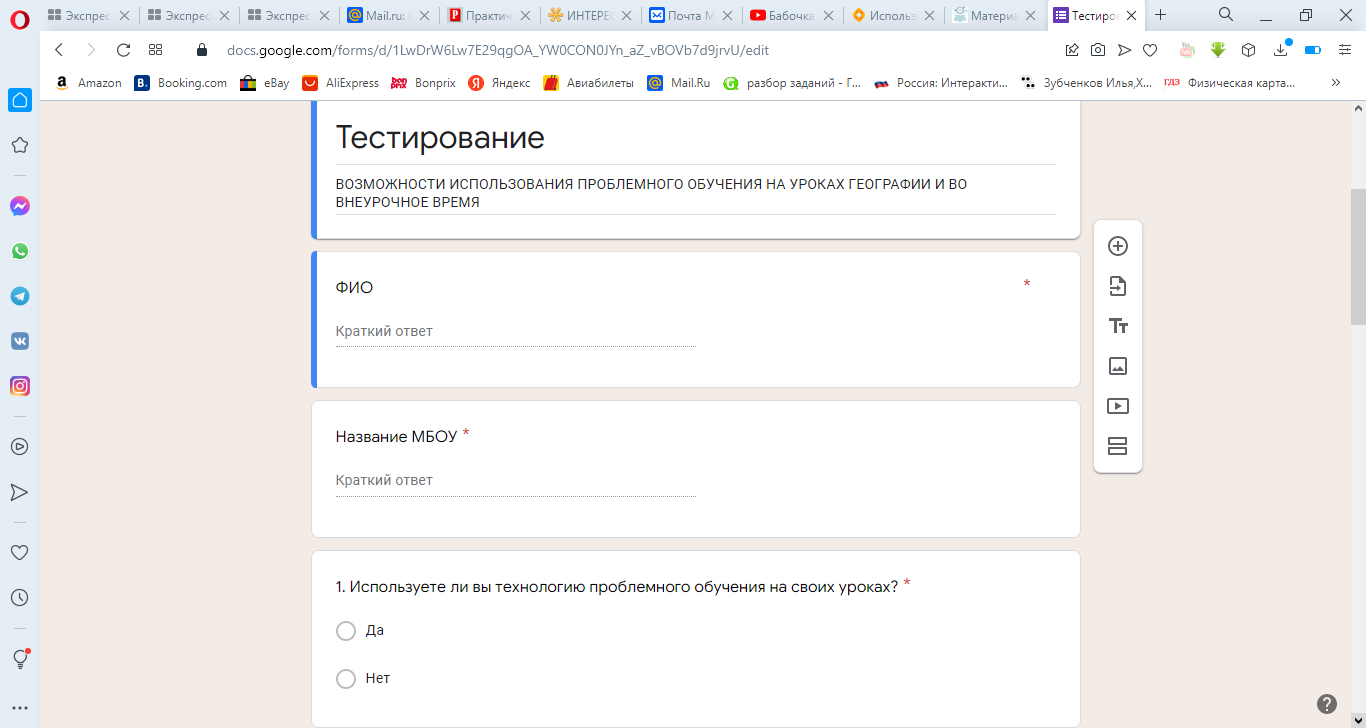 Экспрес
Экспрес
Экспрес
Mail.ru:
Практич
ИНТЕРЕС
Почта М
Бабочка
Использ
Материа
Тестиро
docs.google.com/forms/d/1LwDrW6Lw7E29qgOA_YW0CON0JYn_aZ_vBOVb7d9jrvU/edit
Amazon
Booking.com
eBay
AliExpress
Bonprix
Яндекс
Авиабилеты
Mail.Ru
разбор заданий - Г...
Россия: Интеракти...
Зубченков Илья,Х...
ГДЗ Физическая карта...
Тестирование
ВОЗМОЖНОСТИ ИСПОЛЬЗОВАНИЯ ПРОБЛЕМНОГО ОБУЧЕНИЯ НА УРОКАХ ГЕОГРАФИИ И ВО
ВНЕУРОЧНОЕ ВРЕМЯ
ФИО *
Краткий ответ
Название МБОУ *
Краткий ответ
1. Используете ли вы технологию проблемного обучения на своих уроках? *
Да
Нет